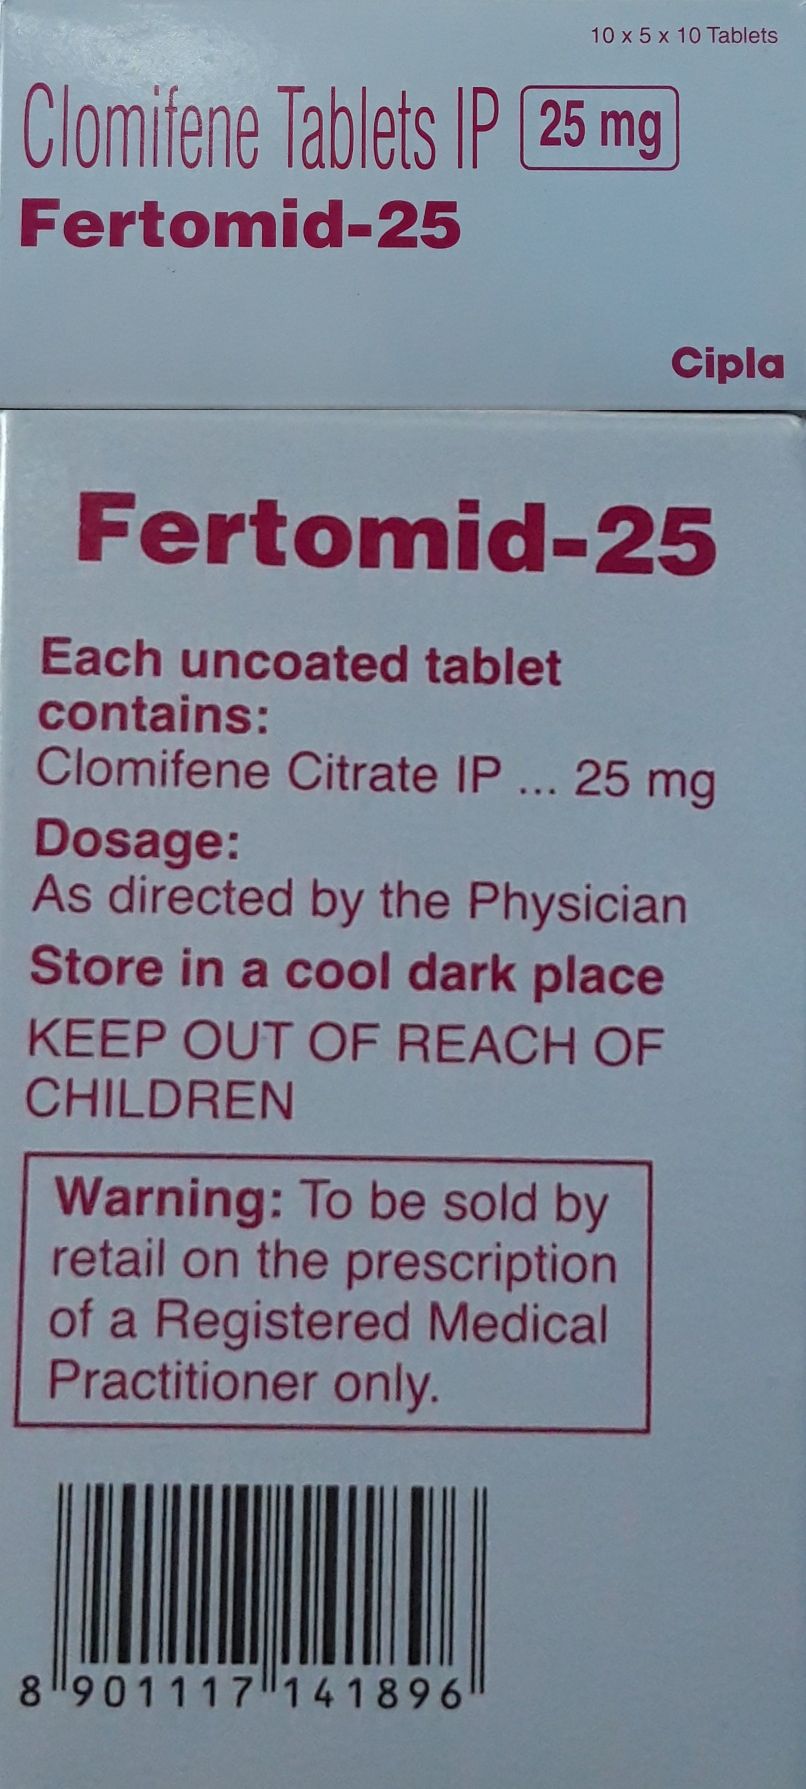 10 x 5 x 10 Tablets
Clomifene Tablets IP 25 mg
Fertomid-25
Cipla
Fertomid-25
Each uncoated tablet
contains:
Clomifene Citrate IP ... 25 mg
Dosage:
As directed by the Physician
Store in a cool dark place
KEEP OUT OF REACH OF
CHILDREN
Warning: To be sold by
retail on the prescription
of a Registered Medical
Practitioner only.
8 901117 141896